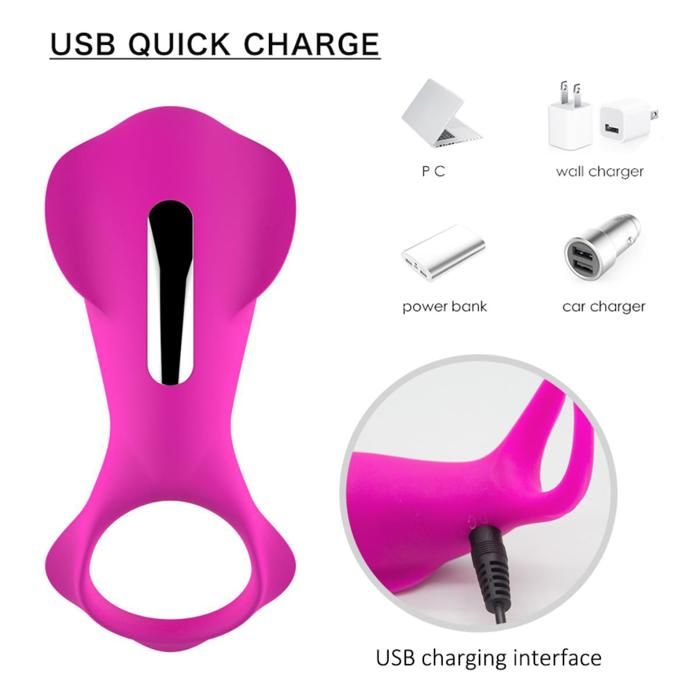 USB QUICK CHARGE
P C
wall charger
power bank
car charger
USB charging interface